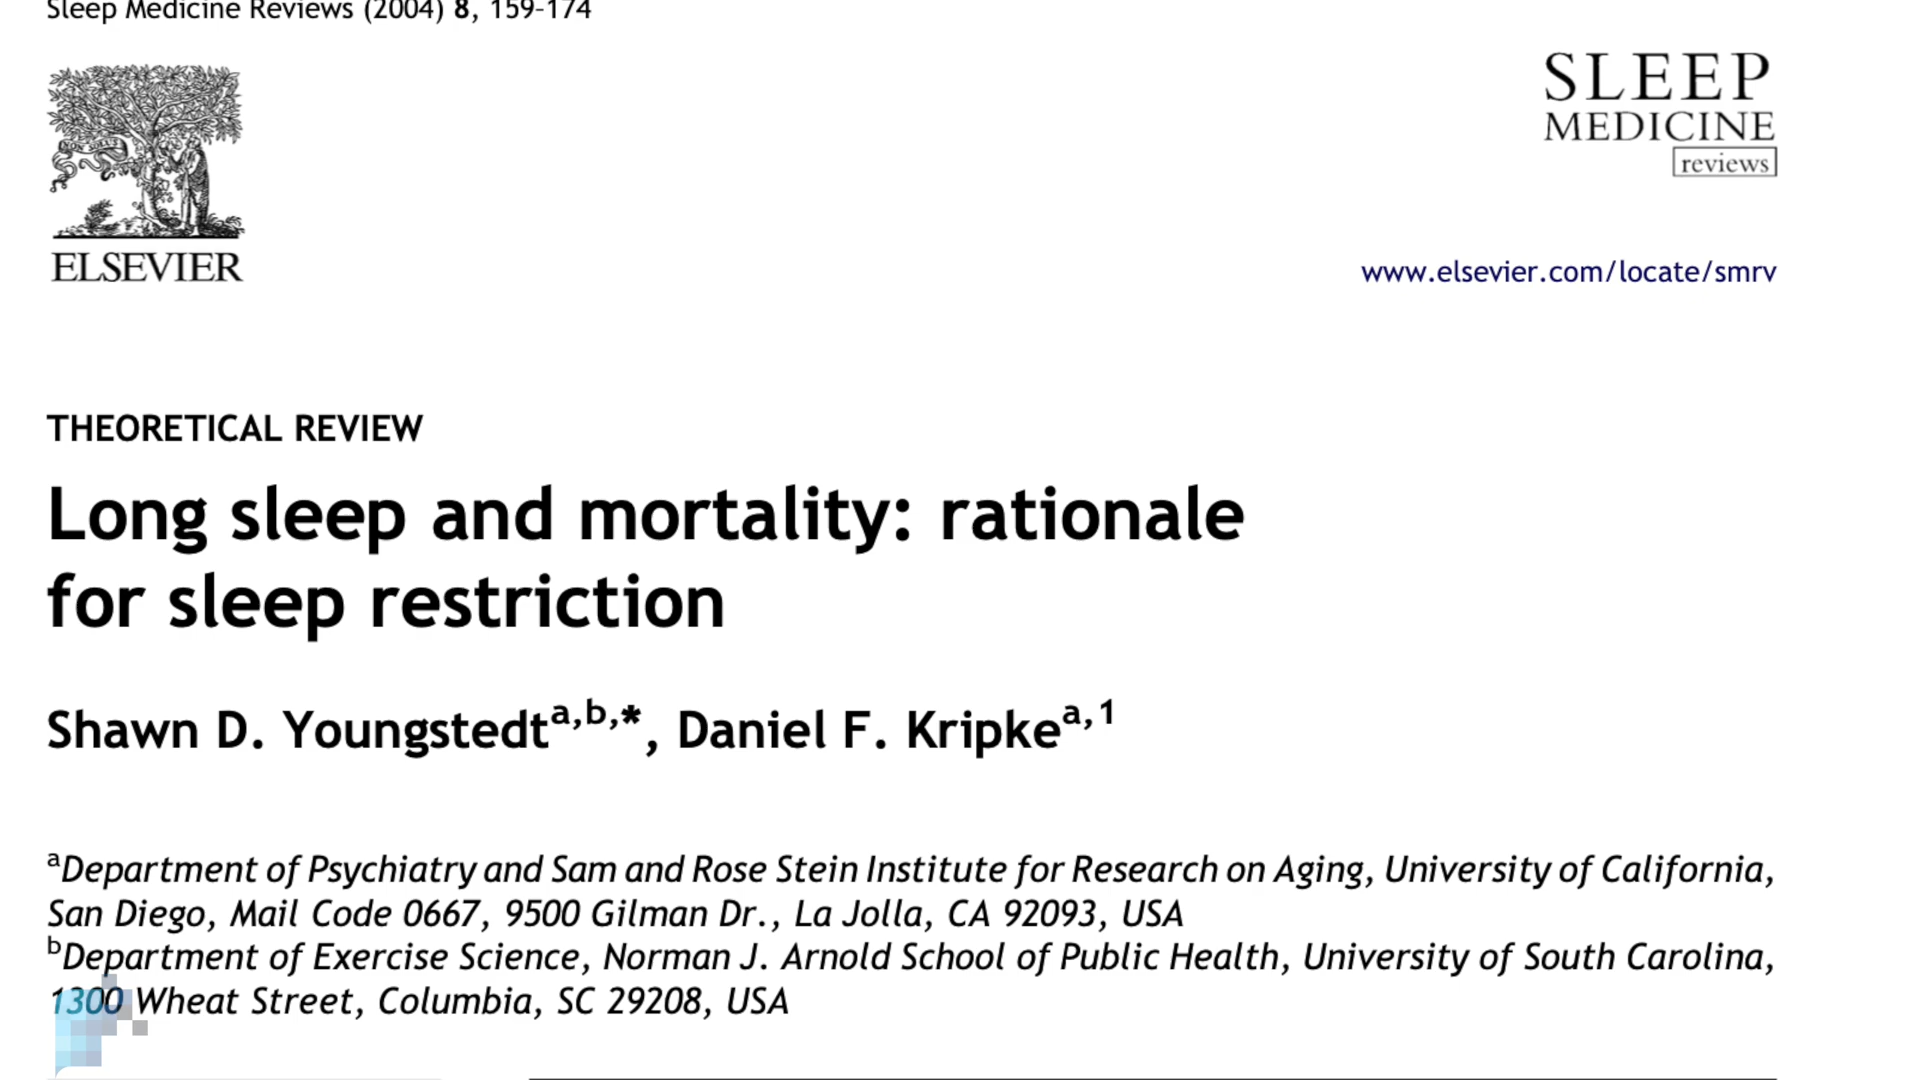 Sleep Medicine Reviews (2004) 8, 159-174
SLEEP
MEDICINE
reviews
ELSEVIER
www.elsevier.com/locate/smrv
THEORETICAL REVIEW
Long sleep and mortality: rationale
for sleep restriction
Shawn D. Youngstedt a,b,*, Daniel F. Kripke a,1
aDepartment of Psychiatry and Sam and Rose Stein Institute for Research on Aging, University of California,
San Diego, Mail Code 0667, 9500 Gilman Dr., La Jolla, CA 92093, USA
bDepartment of Exercise Science, Norman J. Arnold School of Public Health, University of South Carolina,
1300 Wheat Street, Columbia, SC 29208, USA